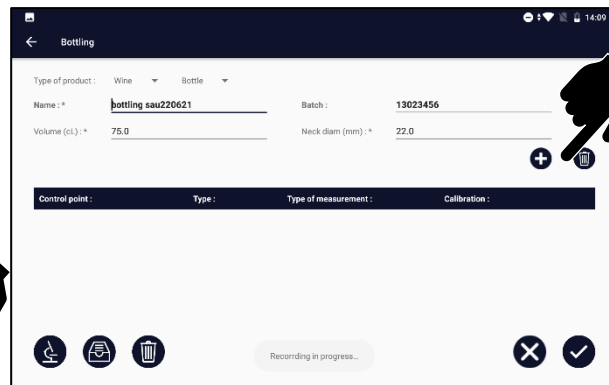 14:09
Bottling
Type of product : Wine Bottle
Name : * bottling sau220621 Batch : 13023456
Volume (cl.) : * 75.0 Neck diam (mm) : * 22.0
Control point : Type : Type of measurement : Calibration :
Recorrding in progress...